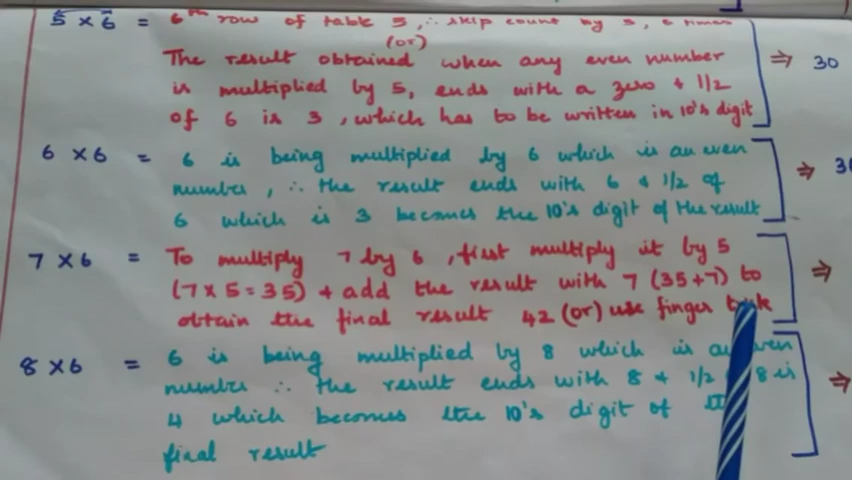 5 × 6 = 6th row of table 5, ∴ skip count by 5, 6 times
(or)
The result obtained when any even number
is multiplied by 5, ends with a zero & 1/2
of 6 is 3, which has to be written in 10's digit ⇒ 30
6 × 6 = 6 is being multiplied by 6 which is an even
number, ∴ the result ends with 6 & 1/2 of
6 which is 3 becomes the 10's digit of the result ⇒
7 × 6 = To multiply 7 by 6, first multiply it by 5
(7 × 5 = 35) & add the result with 7 (35+7) to
obtain the final result 42 (or) use finger ⇒
8 × 6 = 6 is being multiplied by 8 which is an even
number ∴ the result ends with 8 & 1/2 8 is
4 which becomes the 10's digit of
final result ⇒